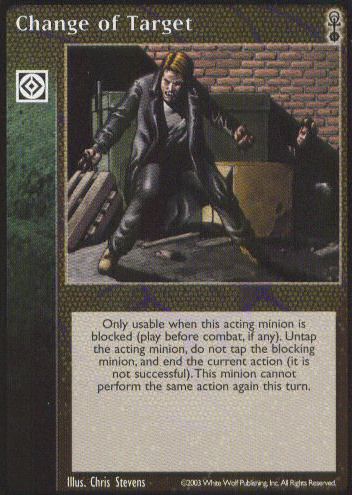 Change of Target
Only usable when this acting minion is
blocked (play before combat, if any). Untap
the acting minion, do not tap the blocking
minion, and end the current action (it is
not successful). This minion cannot
perform the same action again this turn.
Illus. Chris Stevens
©2003 White Wolf Publishing, Inc. All Rights Reserved.